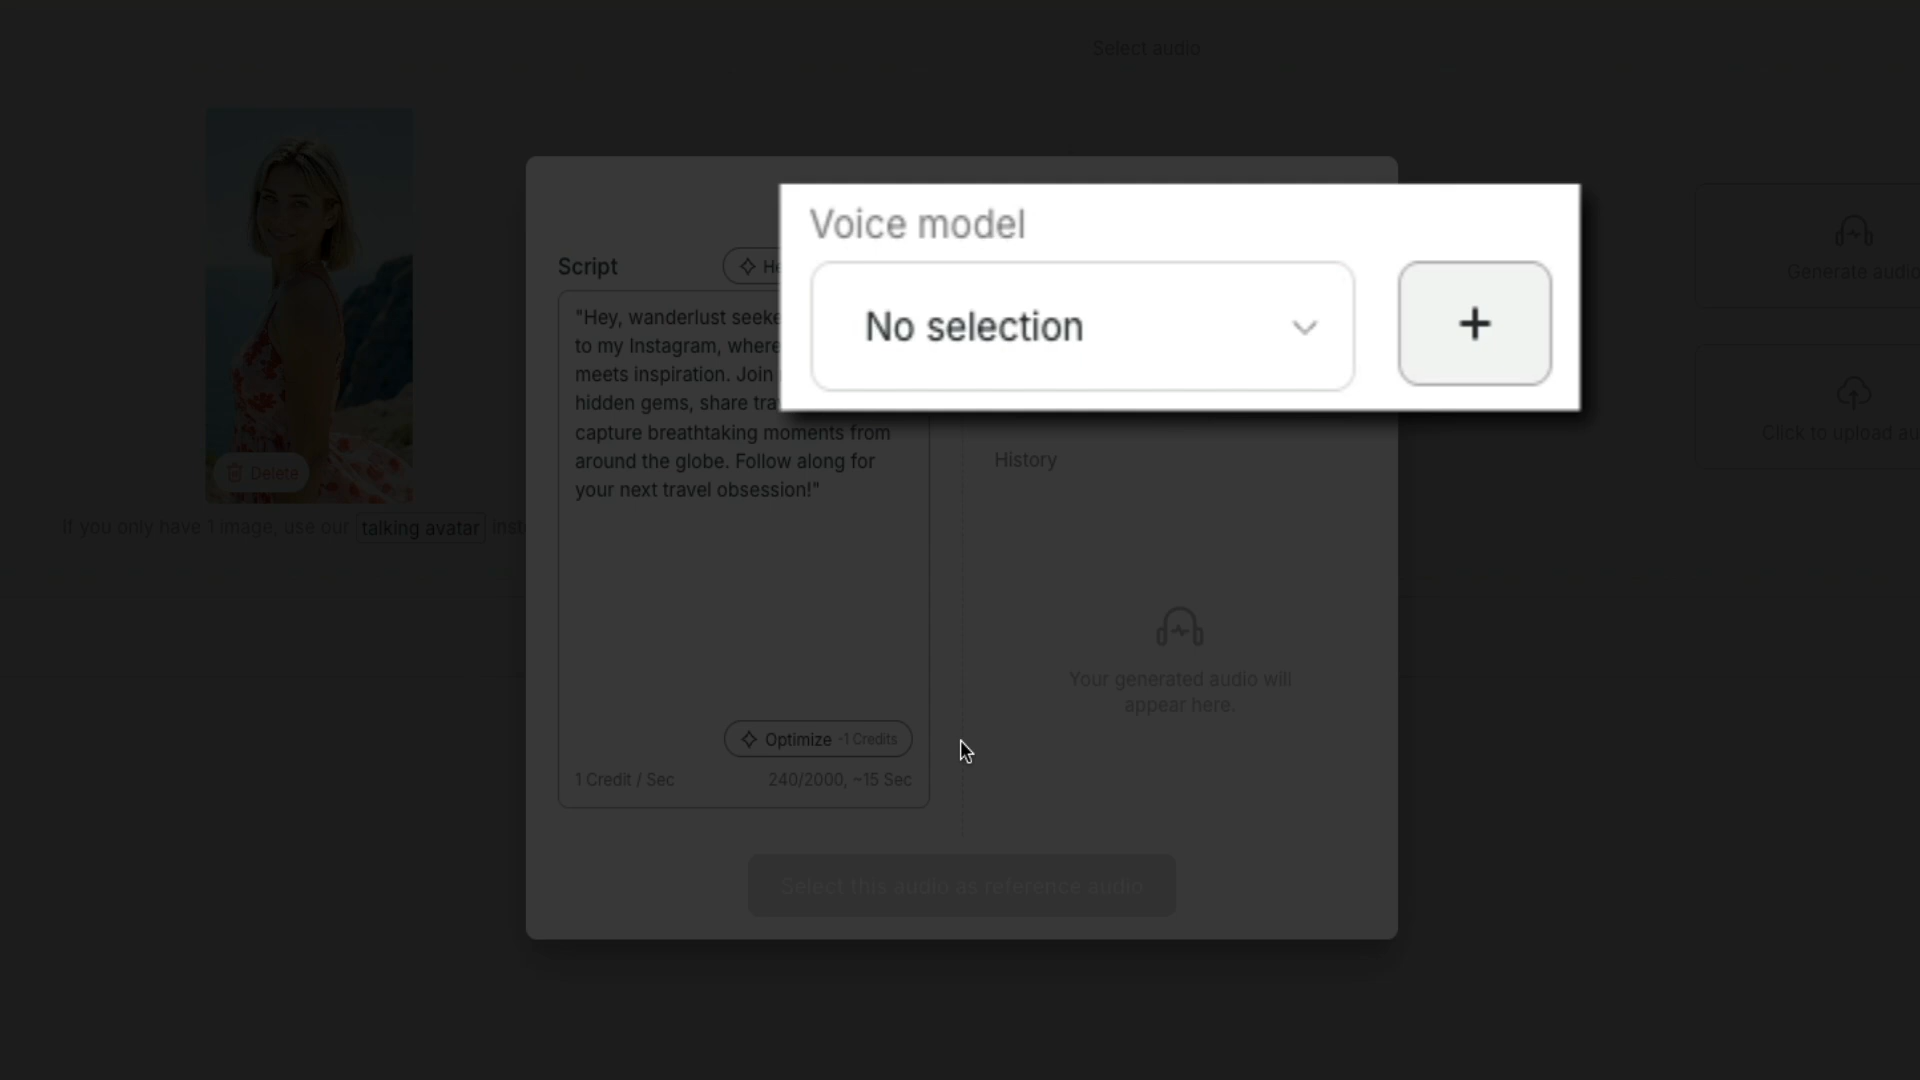 Select audio
Voice model
No selection
+
Script
He
"Hey, wanderlust seeke
to my Instagram, where
meets inspiration. Join
hidden gems, share tra
capture breathtaking moments from
around the globe. Follow along for
your next travel obsession!"
Optimize -1 Credits
1 Credit / Sec
240/2000, ~15 Sec
History
Your generated audio will
appear here.
Select this audio as reference audio
Delete
If you only have 1 image, use our talking avatar inst
Generate audio
Click to upload au